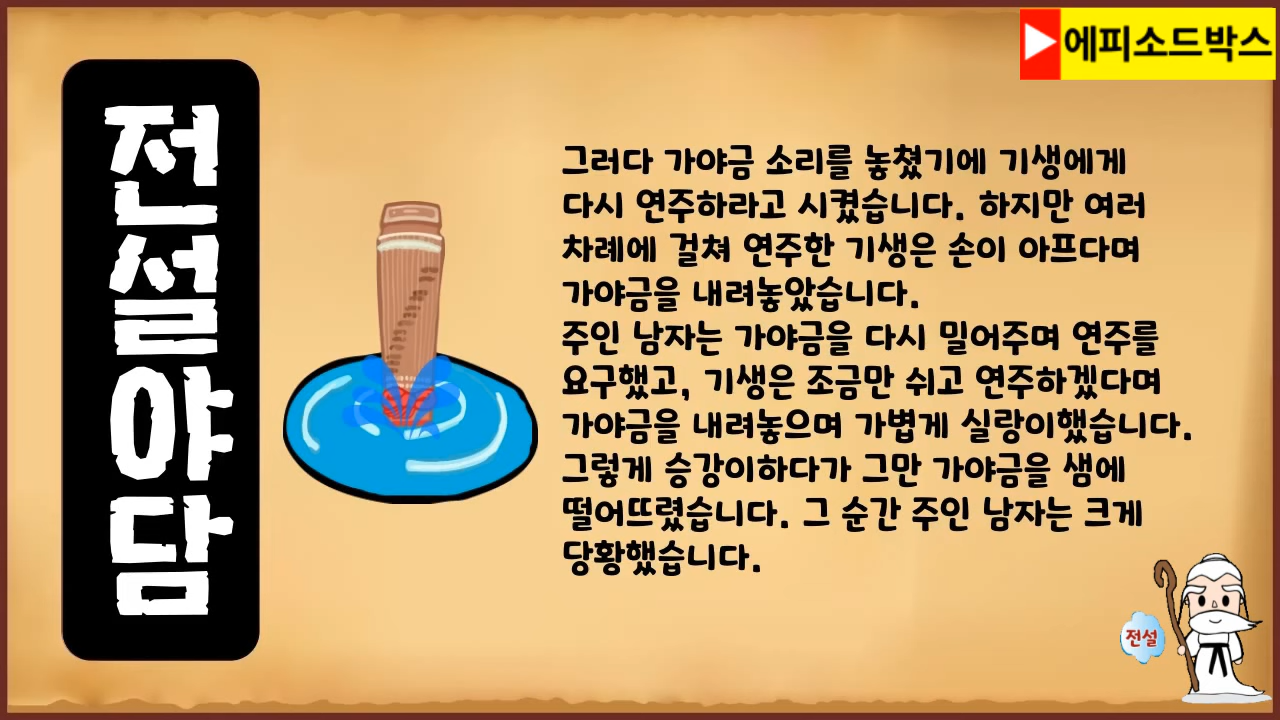 에피소드박스
전설야담
그러다 가야금 소리를 놓쳤기에 기생에게
다시 연주하라고 시켰습니다. 하지만 여러
차례에 걸쳐 연주한 기생은 손이 아프다며
가야금을 내려놓았습니다.
주인 남자는 가야금을 다시 밀어주며 연주를
요구했고, 기생은 조금만 쉬고 연주하겠다며
가야금을 내려놓으며 가볍게 실랑이했습니다.
그렇게 승강이하다가 그만 가야금을 샘에
떨어뜨렸습니다. 그 순간 주인 남자는 크게
당황했습니다.
전설